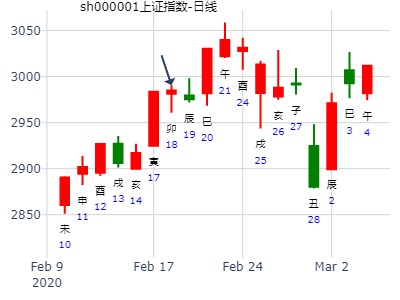 sh000001上证指数-日线
3050
3000
2950
2900
2850
未
10
申
11
酉
12
戌
13
亥
14
寅
17
卯
18
辰
19
巳
20
午
21
酉
24
戌
25
亥
26
子
27
丑
28
辰
2
巳
3
午
4
Feb 9
2020
Feb 17
Feb 24
Mar 2